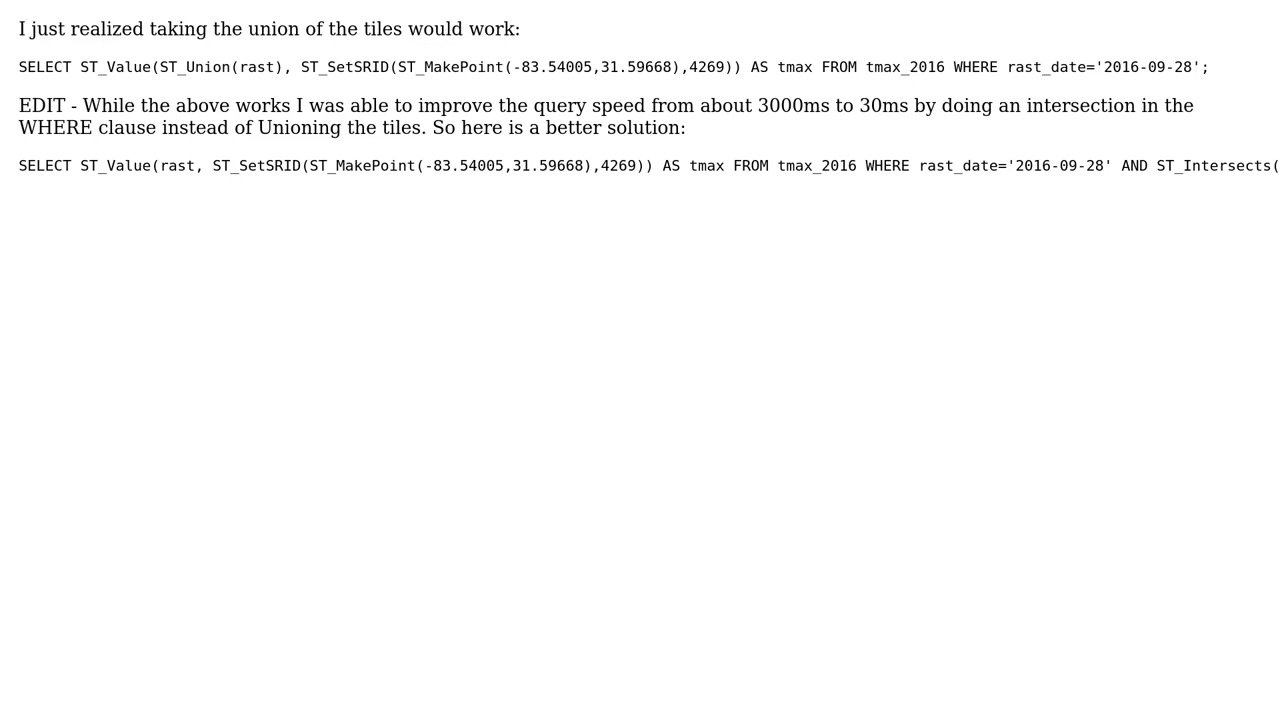 I just realized taking the union of the tiles would work:
SELECT ST_Value(ST_Union(rast), ST_SetSRID(ST_MakePoint(-83.54005,31.59668),4269)) AS tmax FROM tmax_2016 WHERE rast_date='2016-09-28';
EDIT - While the above works I was able to improve the query speed from about 3000ms to 30ms by doing an intersection in the
WHERE clause instead of Unioning the tiles. So here is a better solution:
SELECT ST_Value(rast, ST_SetSRID(ST_MakePoint(-83.54005,31.59668),4269)) AS tmax FROM tmax_2016 WHERE rast_date='2016-09-28' AND ST_Intersects(